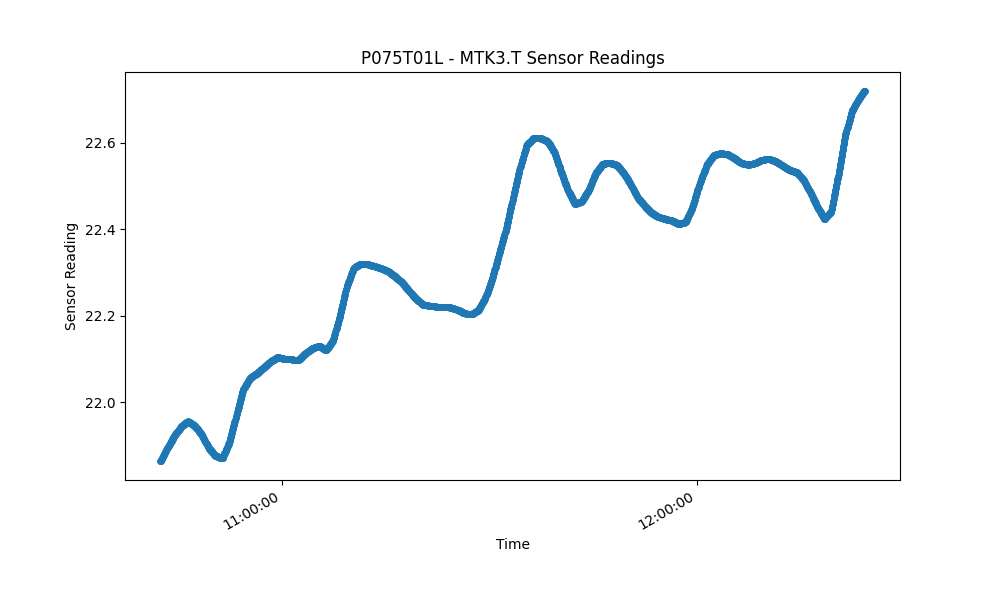 P075T01L - MTK3.T Sensor Readings
Sensor Reading
22.6
22.4
22.2
22.0
11:00:00
12:00:00
Time